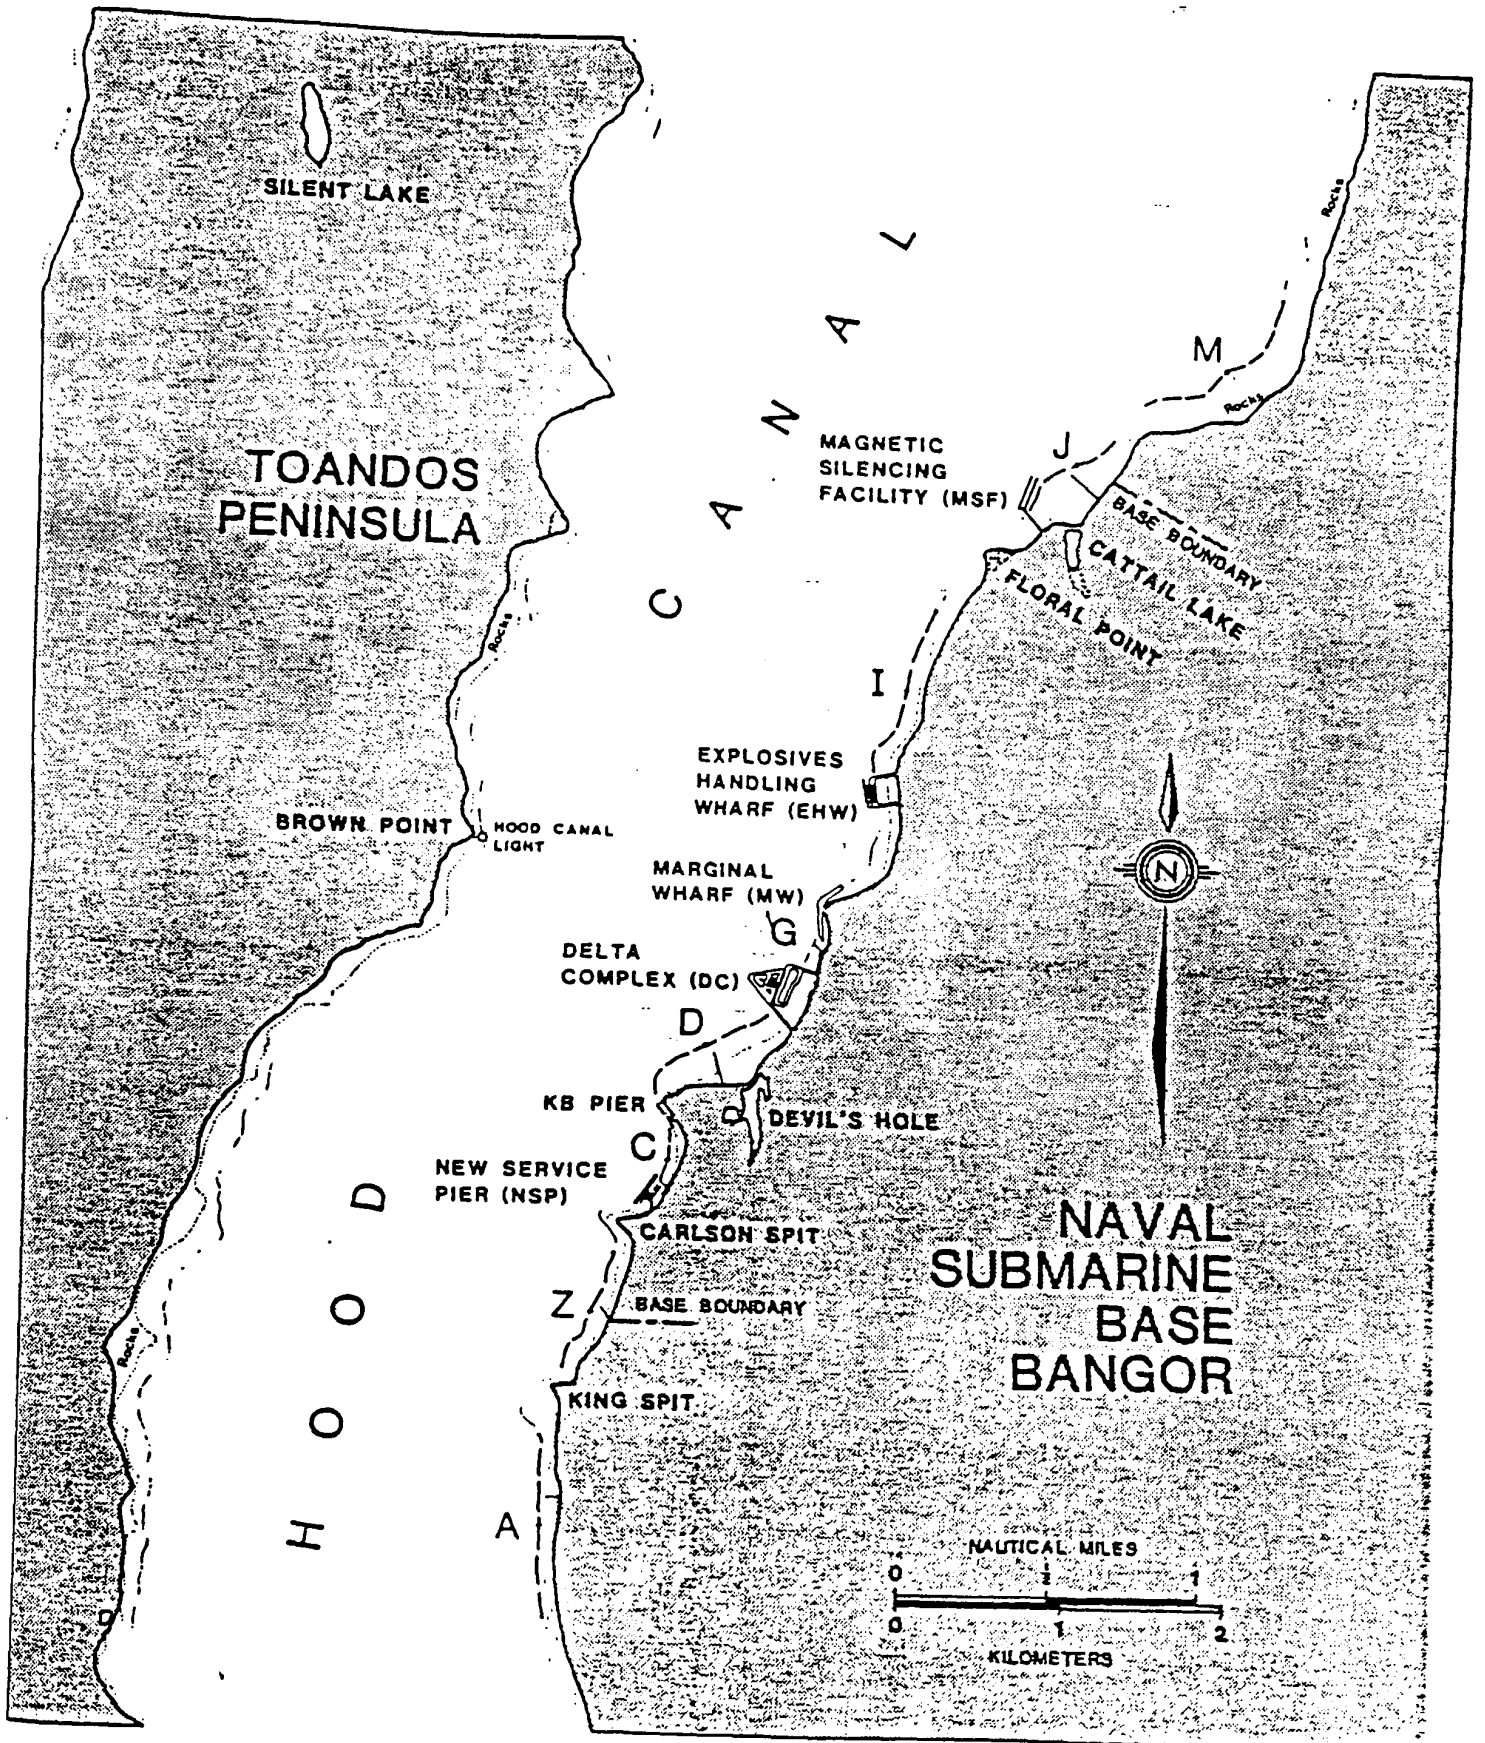 SILENT LAKE
TOANDOS
PENINSULA
HOOD CANAL
Rocks
M
Rocks
J
MAGNETIC
SILENCING
FACILITY (MSF)
BASE BOUNDARY
CATTAIL LAKE
FLORAL POINT
Rocks
I
EXPLOSIVES
HANDLING
WHARF (EHW)
BROWN POINT
HOOD CANAL
LIGHT
N
MARGINAL
WHARF (MW)
G
DELTA
COMPLEX (DC)
D
KB PIER
DEVIL'S HOLE
C
NEW SERVICE
PIER (NSP)
CARLSON SPIT
NAVAL
SUBMARINE
BASE
BANGOR
Z
BASE BOUNDARY
Rocks
KING SPIT
A
NAUTICAL MILES
0 1
0 1 2
KILOMETERS